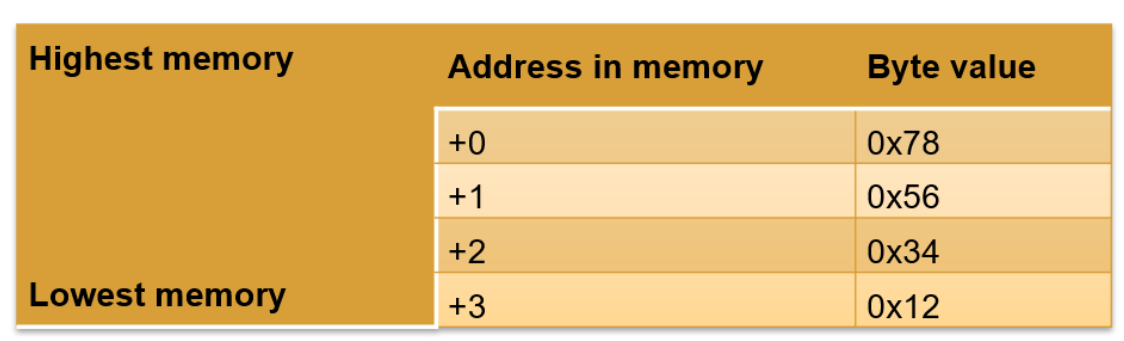 Highest memory
Address in memory
Byte value
+0
0x78
+1
0x56
+2
0x34
Lowest memory
+3
0x12